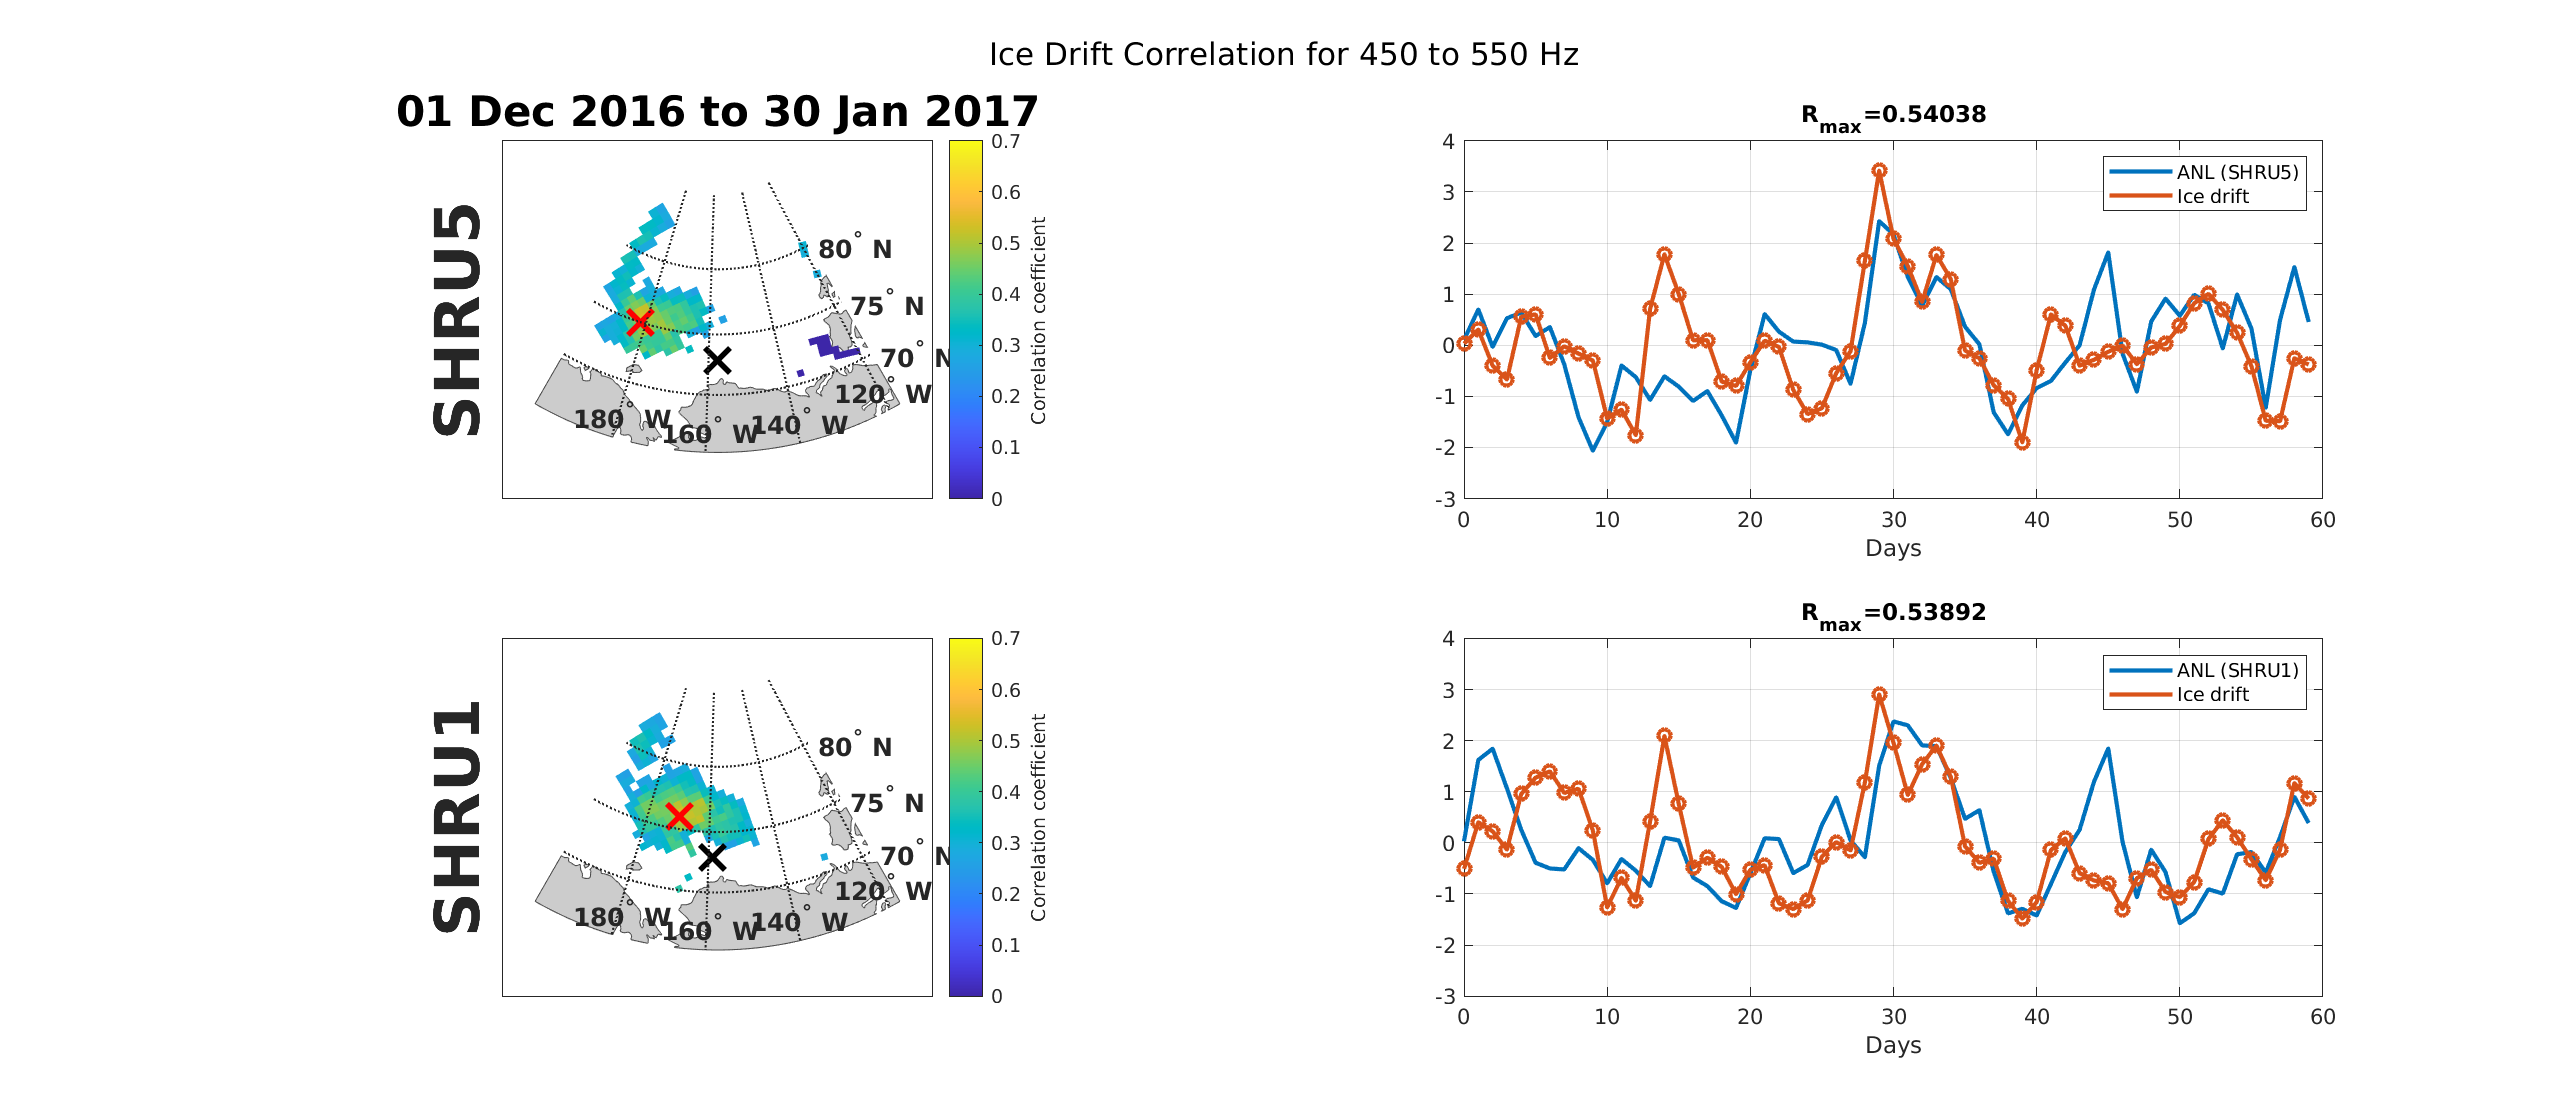 Ice Drift Correlation for 450 to 550 Hz
01 Dec 2016 to 30 Jan 2017
SHRU5
80° N
75° N
70° N
120° W
180° W
160° W
140° W
0.7
0.6
0.5
0.4
0.3
0.2
0.1
0
Correlation coefficient
Rmax=0.54038
ANL (SHRU5)
Ice drift
4
3
2
1
0
-1
-2
-3
0 10 20 30 40 50 60
Days
SHRU1
80° N
75° N
70° N
120° W
180° W
160° W
140° W
0.7
0.6
0.5
0.4
0.3
0.2
0.1
0
Correlation coefficient
Rmax=0.53892
ANL (SHRU1)
Ice drift
4
3
2
1
0
-1
-2
-3
0 10 20 30 40 50 60
Days